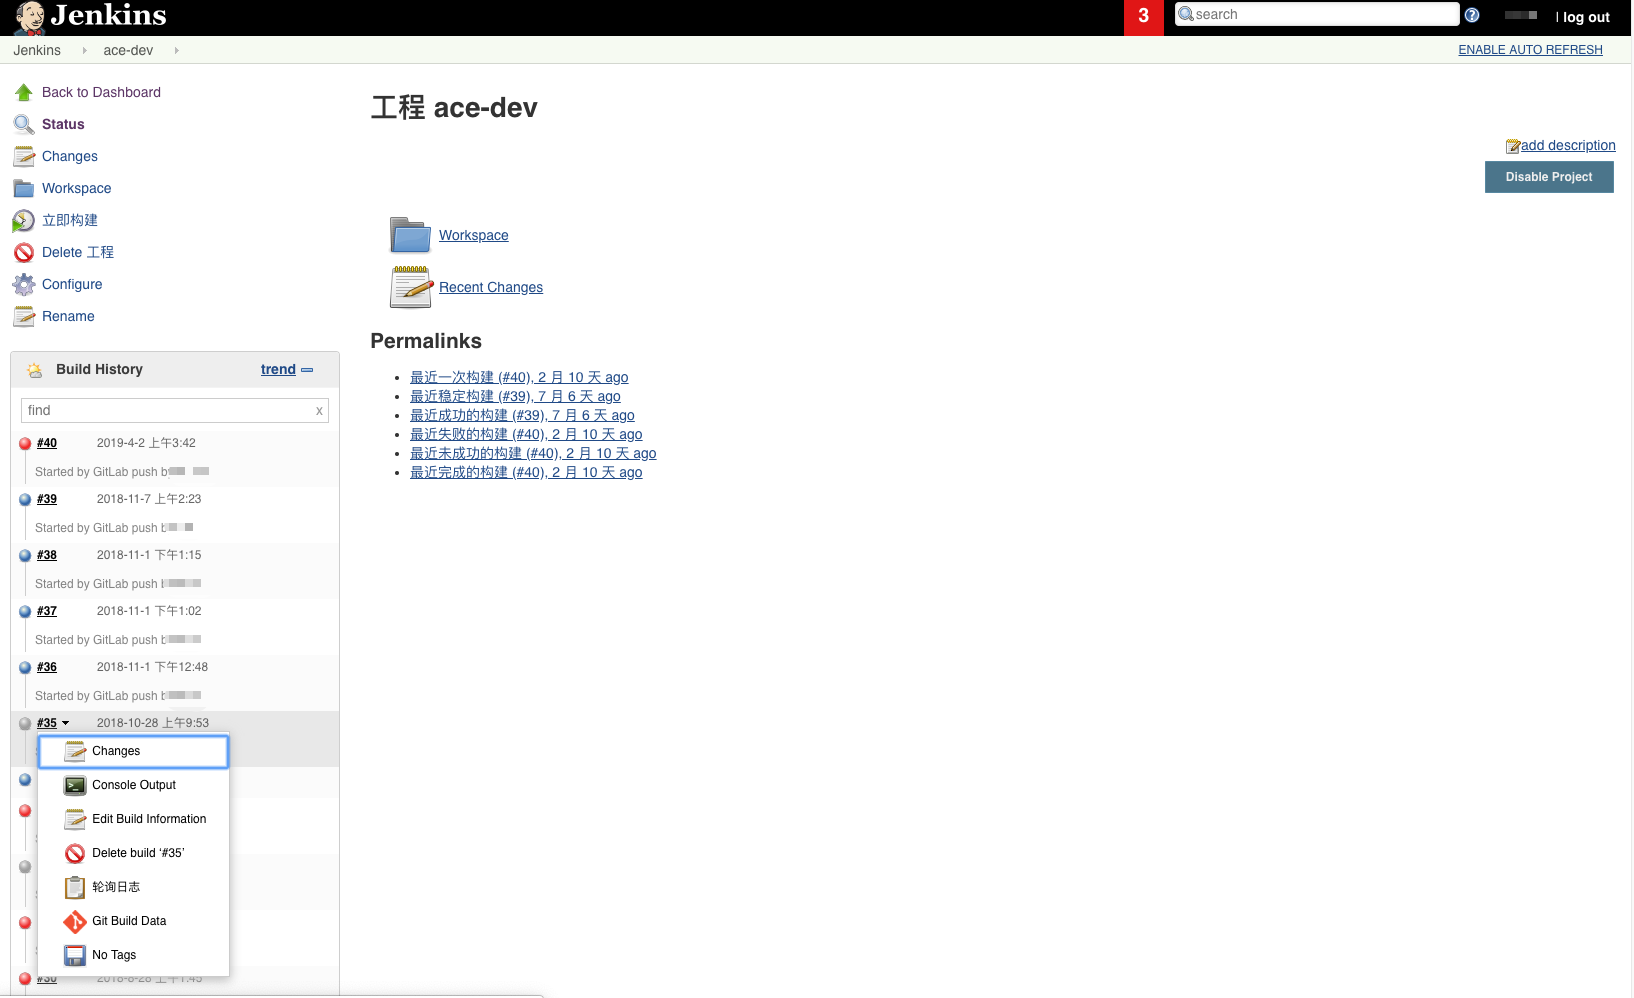 Jenkins
3
search
| log out
Jenkins
ace-dev
ENABLE AUTO REFRESH
Back to Dashboard
Status
Changes
Workspace
立即构建
Delete 工程
Configure
Rename
工程 ace-dev
add description
Disable Project
Workspace
Recent Changes
Permalinks
最近一次构建 (#40), 2 月 10 天 ago
最近稳定构建 (#39), 7 月 6 天 ago
最近成功的构建 (#39), 7 月 6 天 ago
最近失败的构建 (#40), 2 月 10 天 ago
最近未成功的构建 (#40), 2 月 10 天 ago
最近完成的构建 (#40), 2 月 10 天 ago
Build History
trend
find
x
#40 2019-4-2 上午3:42
Started by GitLab push by
#39 2018-11-7 上午2:23
Started by GitLab push
#38 2018-11-1 下午1:15
Started by GitLab push
#37 2018-11-1 下午1:02
Started by GitLab push
#36 2018-11-1 下午12:48
Started by GitLab push
#35 2018-10-28 上午9:53
Changes
Console Output
Edit Build Information
Delete build ‘#35’
轮询日志
Git Build Data
No Tags
#30 2018-8-28 上午1:45